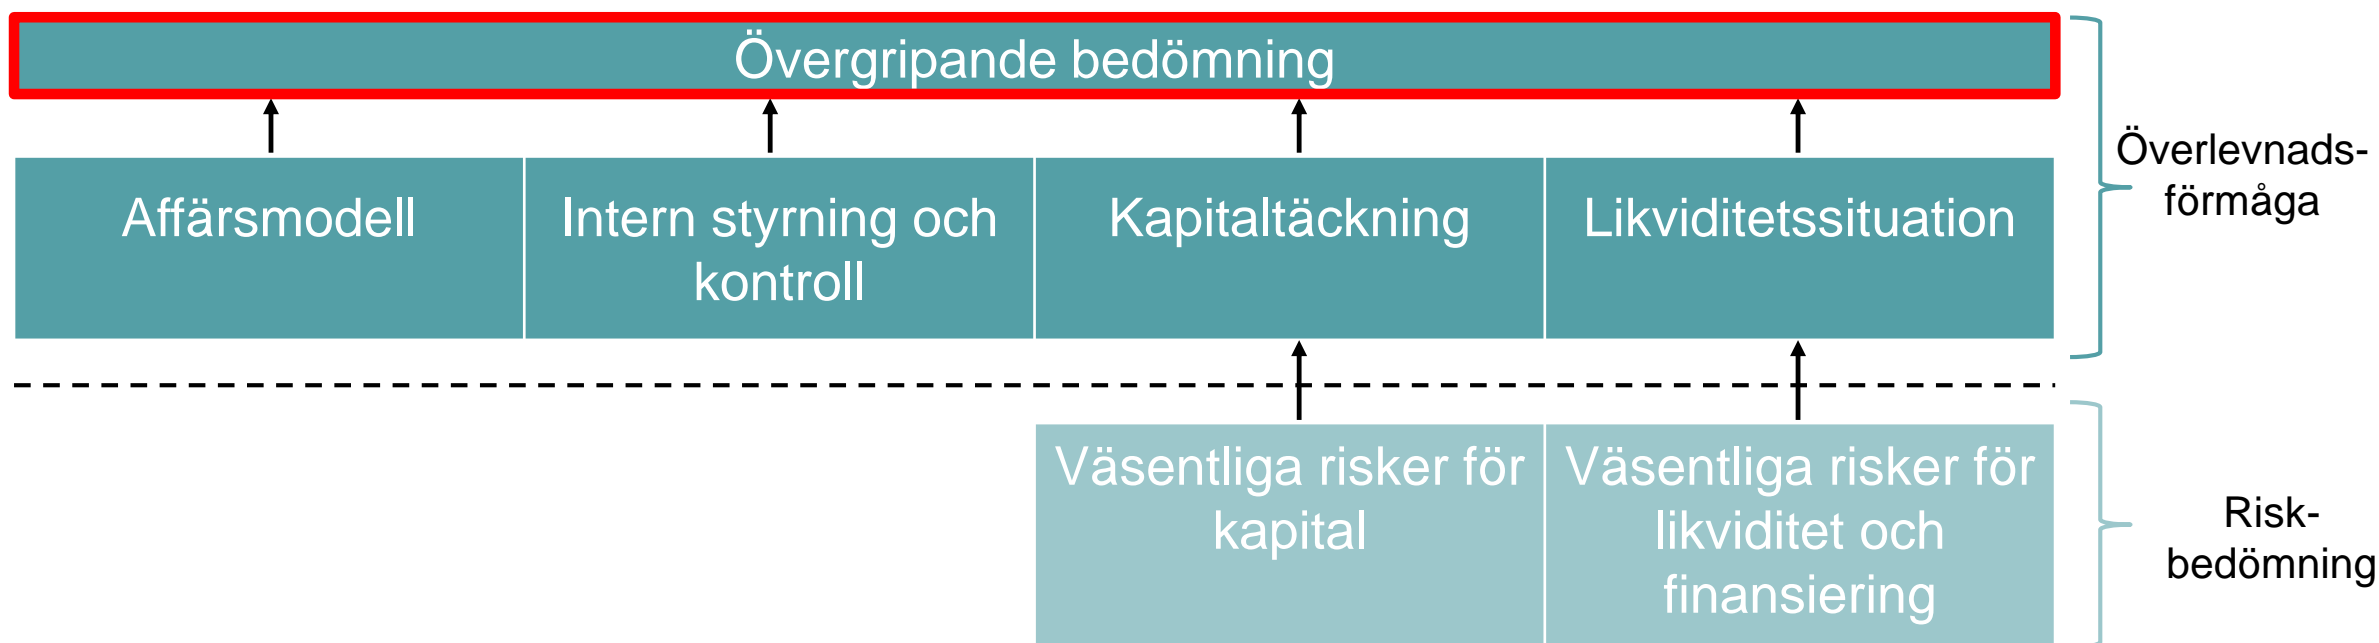 Övergripande bedömning
Affärsmodell
Intern styrning och
kontroll
Kapitaltäckning
Likviditetssituation
Överlevnads-
förmåga
Väsentliga risker för
kapital
Väsentliga risker för
likviditet och
finansiering
Risk-
bedömning